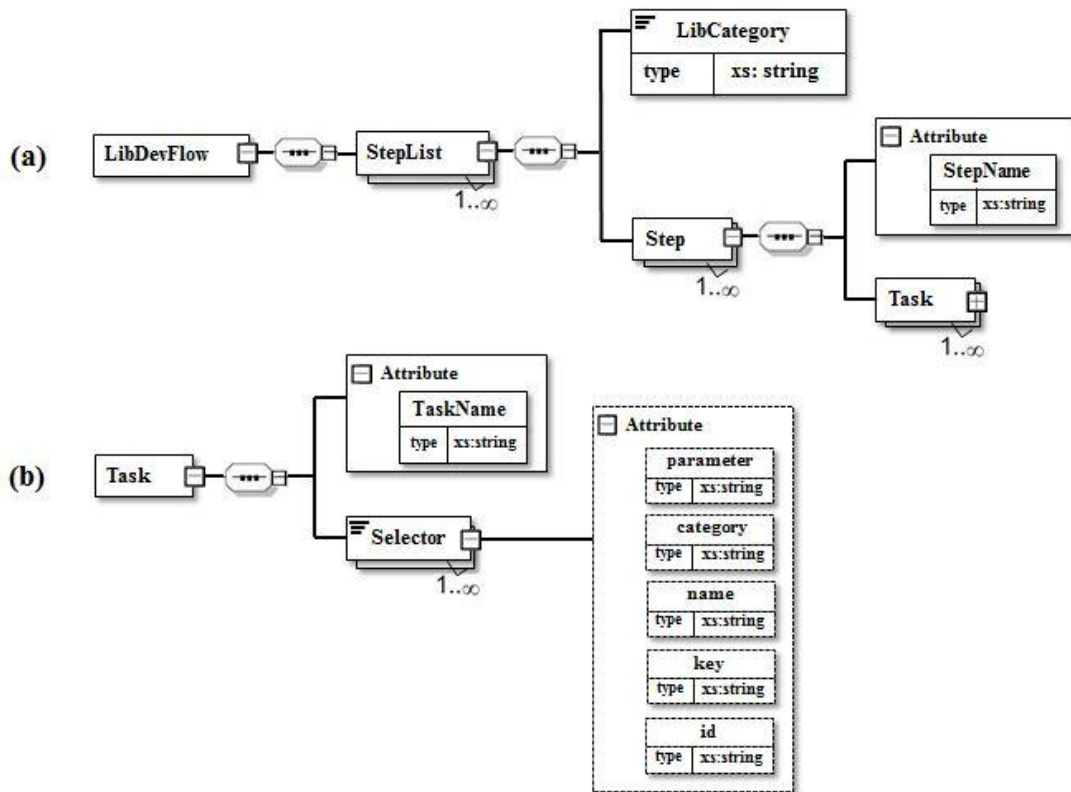 (a)
LibDevFlow
StepList
1..∞
LibCategory
type xs: string
Step
1..∞
Attribute
StepName
type xs:string
Task
1..∞
(b)
Task
Attribute
TaskName
type xs:string
Selector
1..∞
Attribute
parameter
type xs:string
category
type xs:string
name
type xs:string
key
type xs:string
id
type xs:string